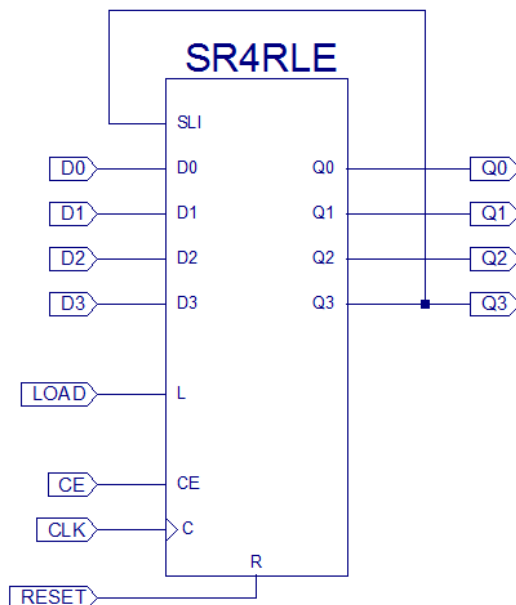 SR4RLE
SLI
D0 D0 Q0 Q0
D1 D1 Q1 Q1
D2 D2 Q2 Q2
D3 D3 Q3 Q3
LOAD L
CE CE
CLK C
R
RESET